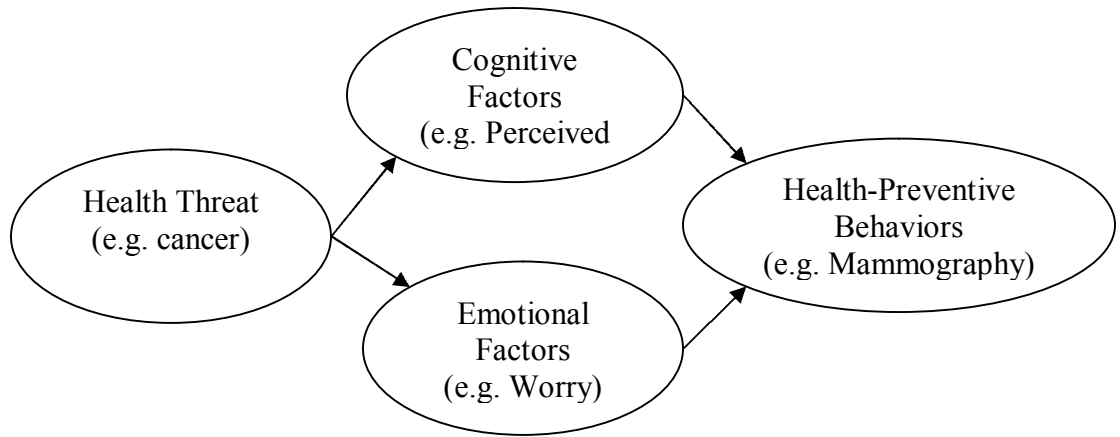 Cognitive
Factors
(e.g. Perceived
Health Threat
(e.g. cancer)
Health-Preventive
Behaviors
(e.g. Mammography)
Emotional
Factors
(e.g. Worry)